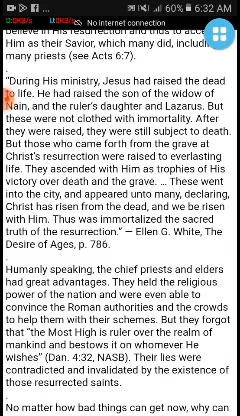 0:0KB/s U:0KB/s 60% 6:32 AM
No internet connection
believe in His resurrection and thus to accept
Him as their Savior, which many did, including
many priests (see Acts 6:7).
.
“During His ministry, Jesus had raised the dead
to life. He had raised the son of the widow of
Nain, and the ruler’s daughter and Lazarus. But
these were not clothed with immortality. After
they were raised, they were still subject to death.
But those who came forth from the grave at
Christ’s resurrection were raised to everlasting
life. They ascended with Him as trophies of His
victory over death and the grave. … These went
into the city, and appeared unto many, declaring,
Christ has risen from the dead, and we be risen
with Him. Thus was immortalized the sacred
truth of the resurrection.” — Ellen G. White, The
Desire of Ages, p. 786.
.
Humanly speaking, the chief priests and elders
had great advantages. They held the religious
power of the nation and were even able to
convince the Roman authorities and the crowds
to help them with their schemes. But they forgot
that “the Most High is ruler over the realm of
mankind and bestows it on whomever He
wishes” (Dan. 4:32, NASB). Their lies were
contradicted and invalidated by the existence of
those resurrected saints.
.
No matter how bad things can get now, why can